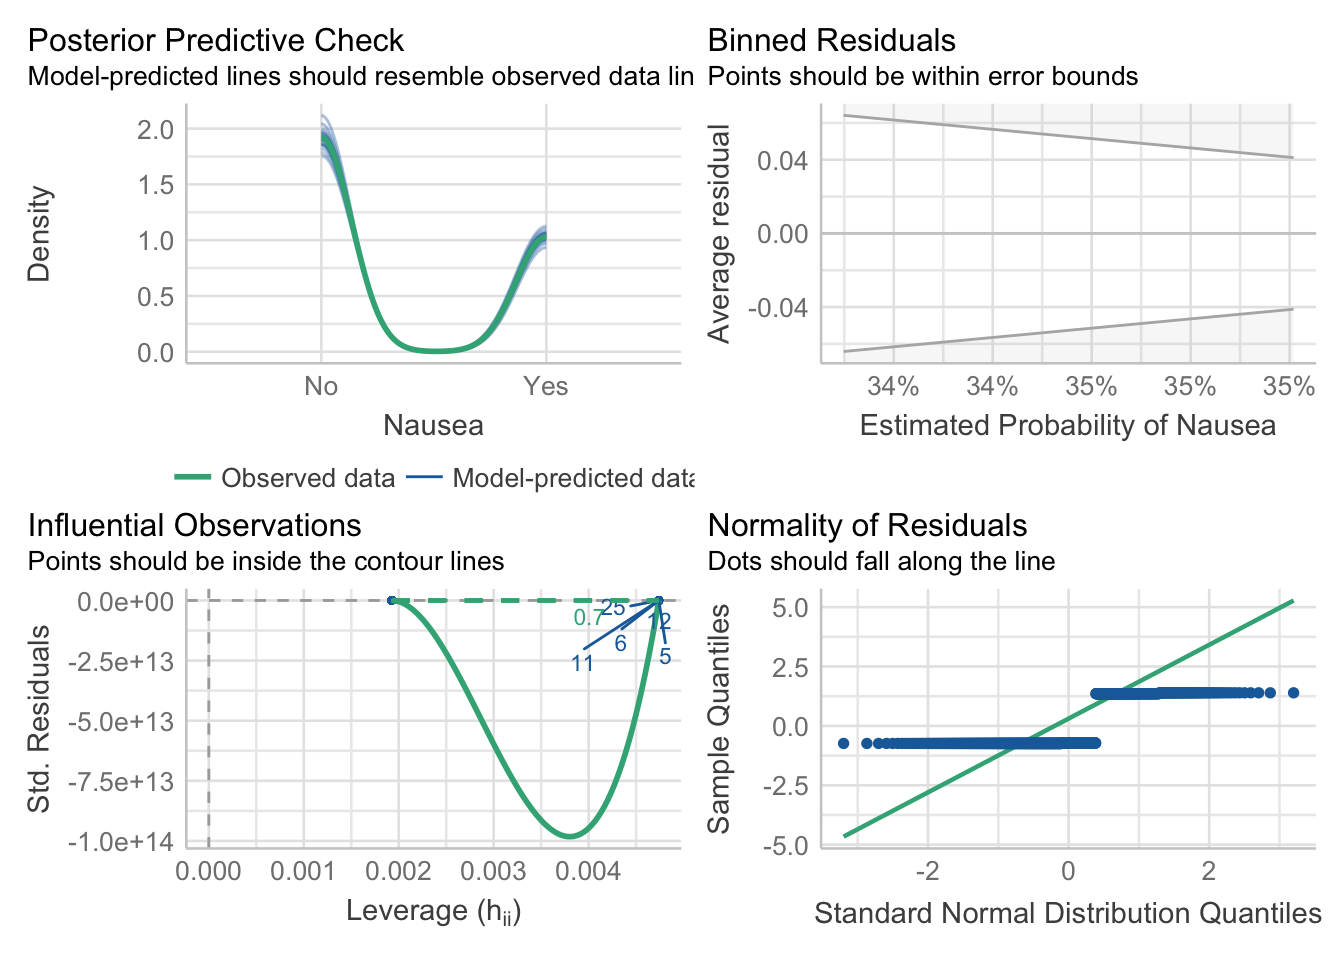 Posterior Predictive Check
Model-predicted lines should resemble observed data lin
2.0
1.5
1.0
0.5
0.0
Density
No Yes
Nausea
Observed data Model-predicted data
Binned Residuals
Points should be within error bounds
0.04
0.00
-0.04
Average residual
34% 34% 35% 35% 35%
Estimated Probability of Nausea
Influential Observations
Points should be inside the contour lines
0.0e+00
-2.5e+13
-5.0e+13
-7.5e+13
-1.0e+14
Std. Residuals
0.7
25
12
6
11
5
0.000 0.001 0.002 0.003 0.004
Leverage (hii)
Normality of Residuals
Dots should fall along the line
5.0
2.5
0.0
-2.5
-5.0
Sample Quantiles
-2 0 2
Standard Normal Distribution Quantiles